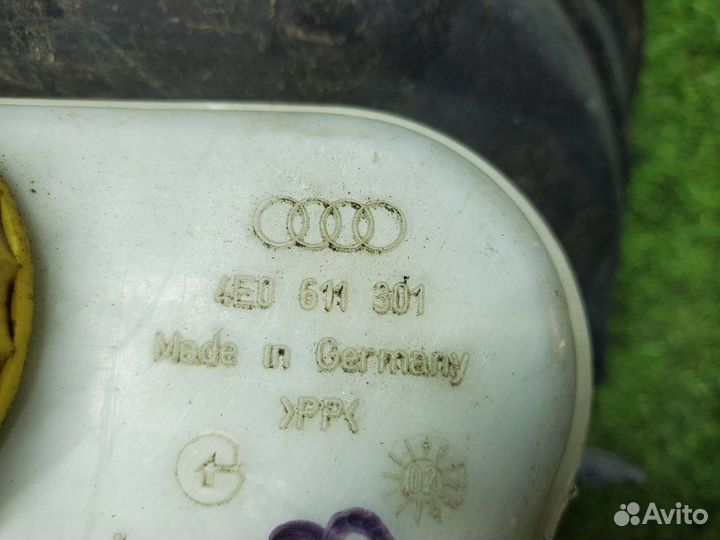 4E0 611 301
Made in Germany
>PP<
02
Avito